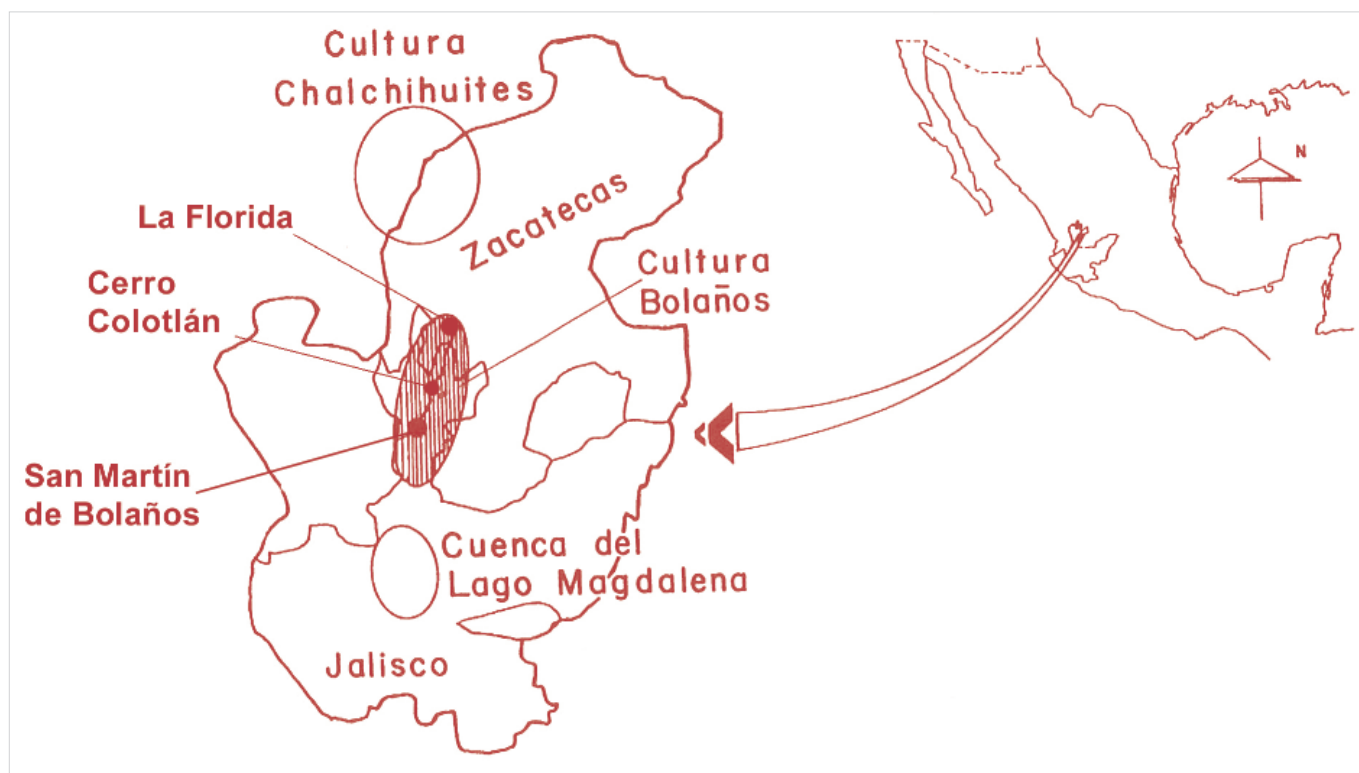 Cultura
Chalchihuites
La Florida
Zacatecas
Cerro
Colotlán
Cultura
Bolaños
San Martín
de Bolaños
Cuenca del
Lago Magdalena
Jalisco
N